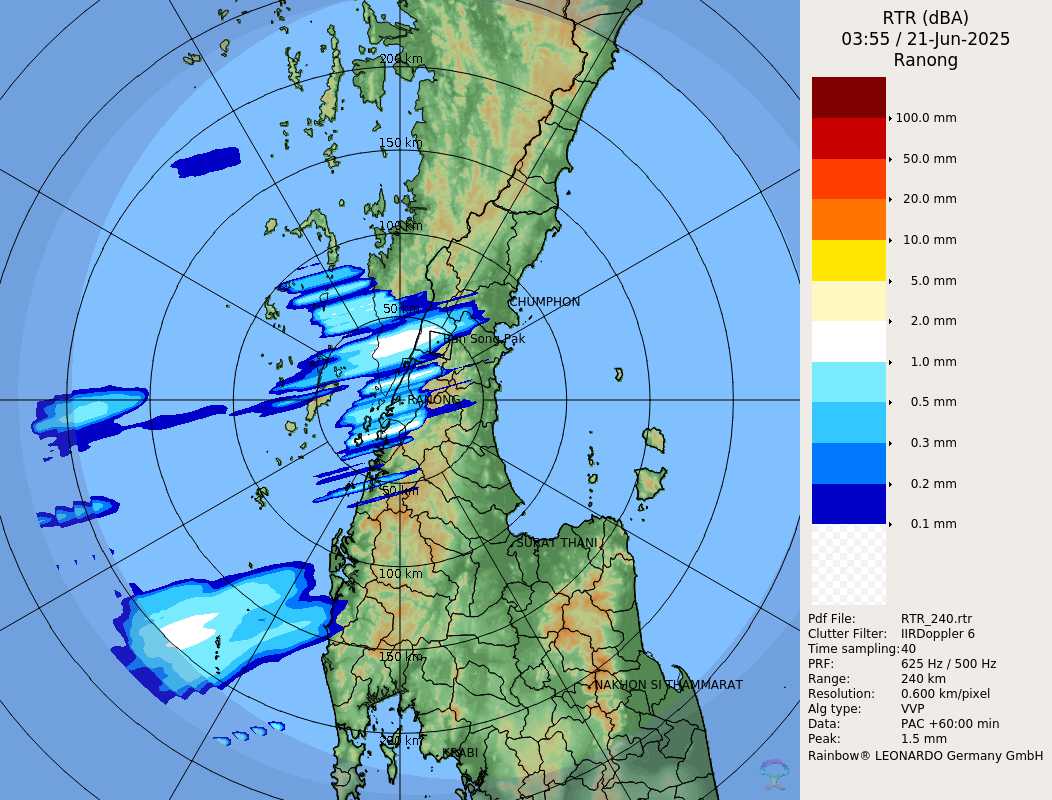 RTR (dBA)
03:55 / 21-Jun-2025
Ranong
100.0 mm
50.0 mm
20.0 mm
10.0 mm
5.0 mm
2.0 mm
1.0 mm
0.5 mm
0.3 mm
0.2 mm
0.1 mm
Pdf File: RTR_240.rtr
Clutter Filter: IIRDoppler 6
Time sampling:40
PRF: 625 Hz / 500 Hz
Range: 240 km
Resolution: 0.600 km/pixel
Alg type: VVP
Data: PAC +60:00 min
Peak: 1.5 mm
Rainbow® LEONARDO Germany GmbH
200 km
150 km
100 km
50 km
CHUMPHON
Ban Song Pak
RANONG
50 km
SURAT THANI
100 km
150 km
NAKHON SI THAMMARAT
200 km
KRABI